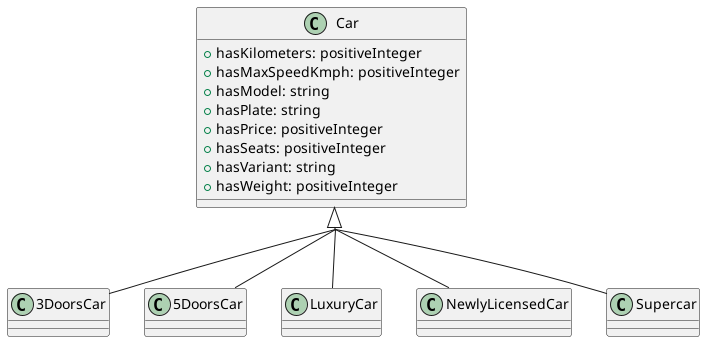 C Car
hasKilometers: positiveInteger
hasMaxSpeedKmph: positiveInteger
hasModel: string
hasPlate: string
hasPrice: positiveInteger
hasSeats: positiveInteger
hasVariant: string
hasWeight: positiveInteger
C 3DoorsCar
C 5DoorsCar
C LuxuryCar
C NewlyLicensedCar
C Supercar